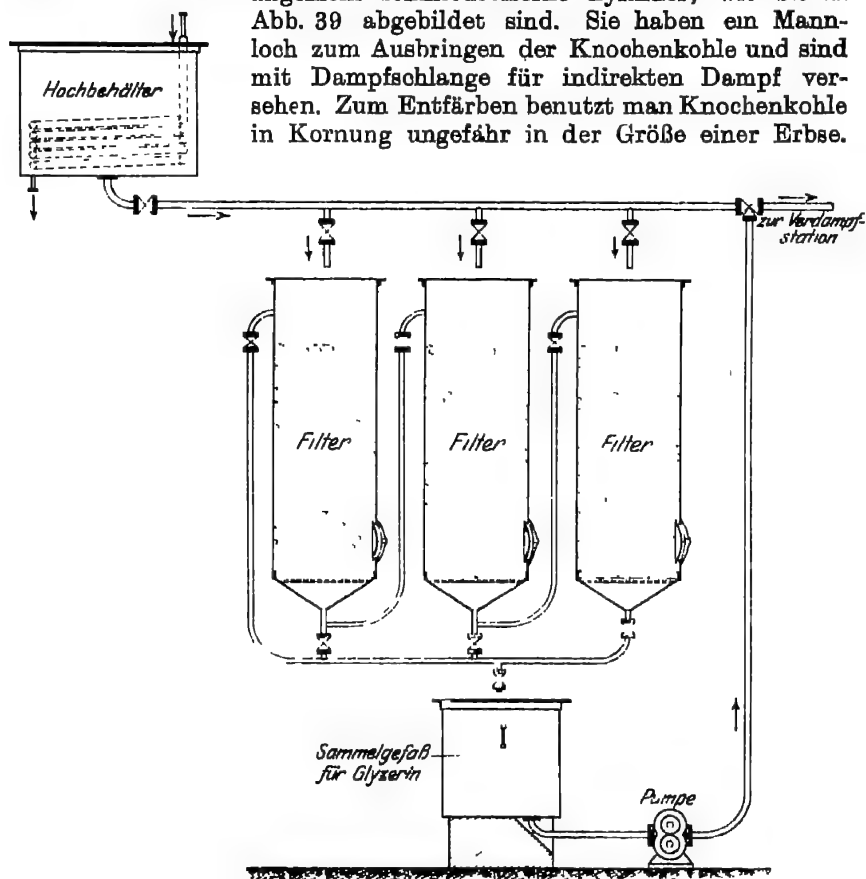 Abb. 39 abgebildet sind. Sie haben ein Mann-
loch zum Ausbringen der Knochenkohle und sind
mit Dampfschlange für indirekten Dampf ver-
sehen. Zum Entfärben benutzt man Knochenkohle
in Kornung ungefähr in der Größe einer Erbse.
Hochbehälter
zur Verdampf-
station
Filter
Filter
Filter
Sammelgefäß
für Glyzerin
Pumpe